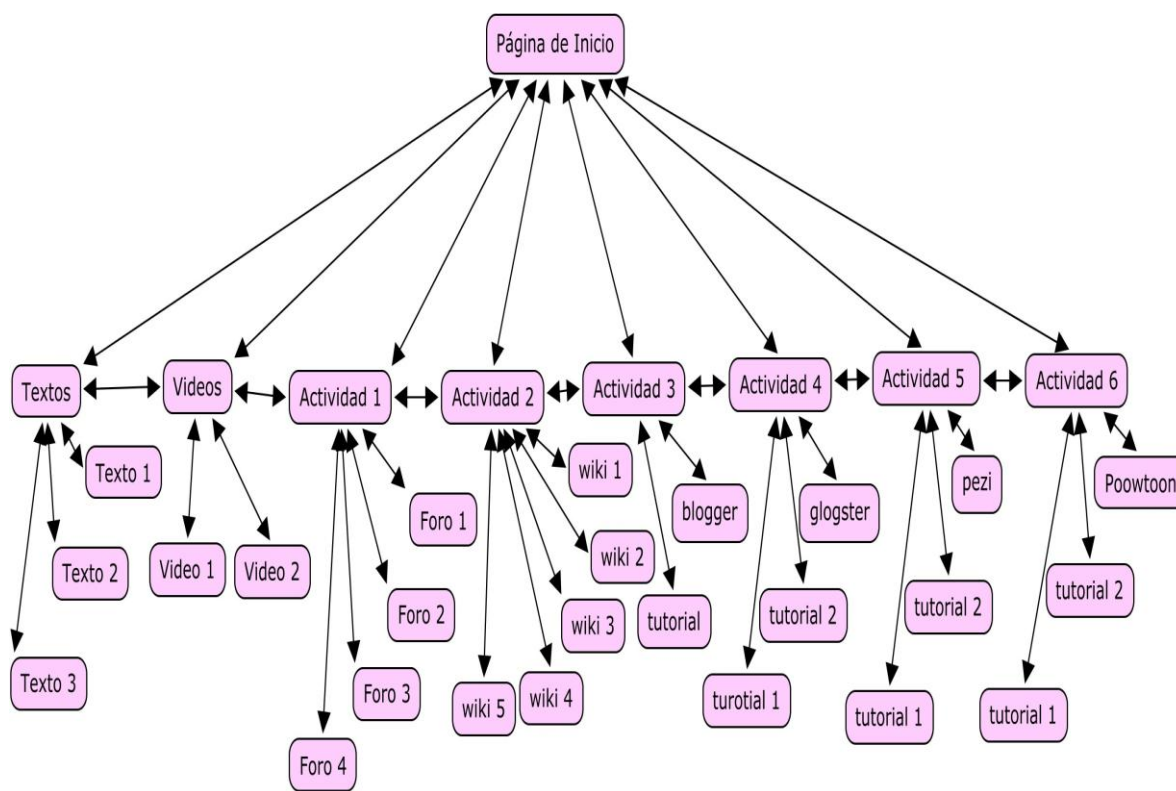 Página de Inicio
Textos
Videos
Actividad 1
Actividad 2
Actividad 3
Actividad 4
Actividad 5
Actividad 6
Texto 1
Texto 2
Texto 3
Video 1
Video 2
Foro 1
Foro 2
Foro 3
Foro 4
wiki 1
wiki 2
wiki 3
wiki 4
wiki 5
blogger
tutorial
glogster
tutorial 2
turotial 1
pezi
tutorial 2
tutorial 1
Poowtoon
tutorial 2
tutorial 1